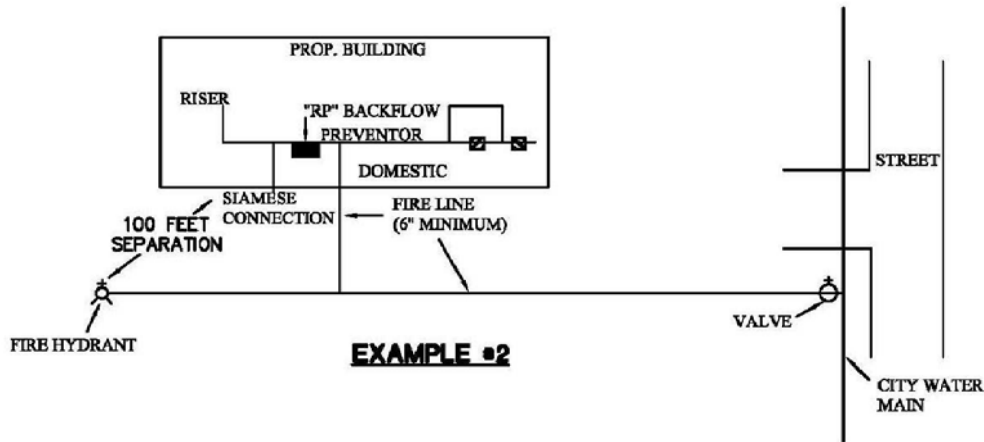 PROP. BUILDING
RISER
"RP" BACKFLOW
PREVENTOR
DOMESTIC
STREET
SIAMESE
CONNECTION
FIRE LINE
(6" MINIMUM)
100 FEET
SEPARATION
FIRE HYDRANT
VALVE
EXAMPLE #2
CITY WATER
MAIN